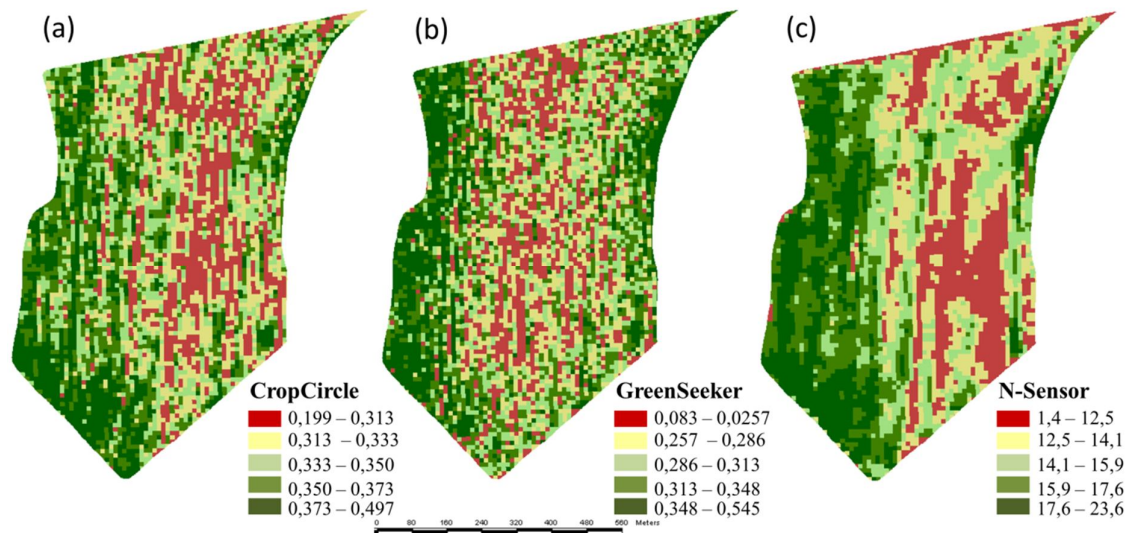 (a)
(b)
(c)
CropCircle
0,199 – 0,313
0,313 – 0,333
0,333 – 0,350
0,350 – 0,373
0,373 – 0,497
GreenSeeker
0,083 – 0,0257
0,257 – 0,286
0,286 – 0,313
0,313 – 0,348
0,348 – 0,545
N-Sensor
1,4 – 12,5
12,5 – 14,1
14,1 – 15,9
15,9 – 17,6
17,6 – 23,6
0 80 160 240 320 400 480 560 Meters